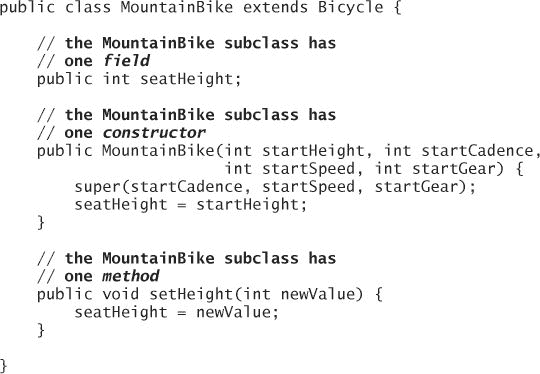 public class MountainBike extends Bicycle {
// the MountainBike subclass has
// one field
public int seatHeight;
// the MountainBike subclass has
// one constructor
public MountainBike(int startHeight, int startCadence,
int startSpeed, int startGear) {
super(startCadence, startSpeed, startGear);
seatHeight = startHeight;
}
// the MountainBike subclass has
// one method
public void setHeight(int newValue) {
seatHeight = newValue;
}
}